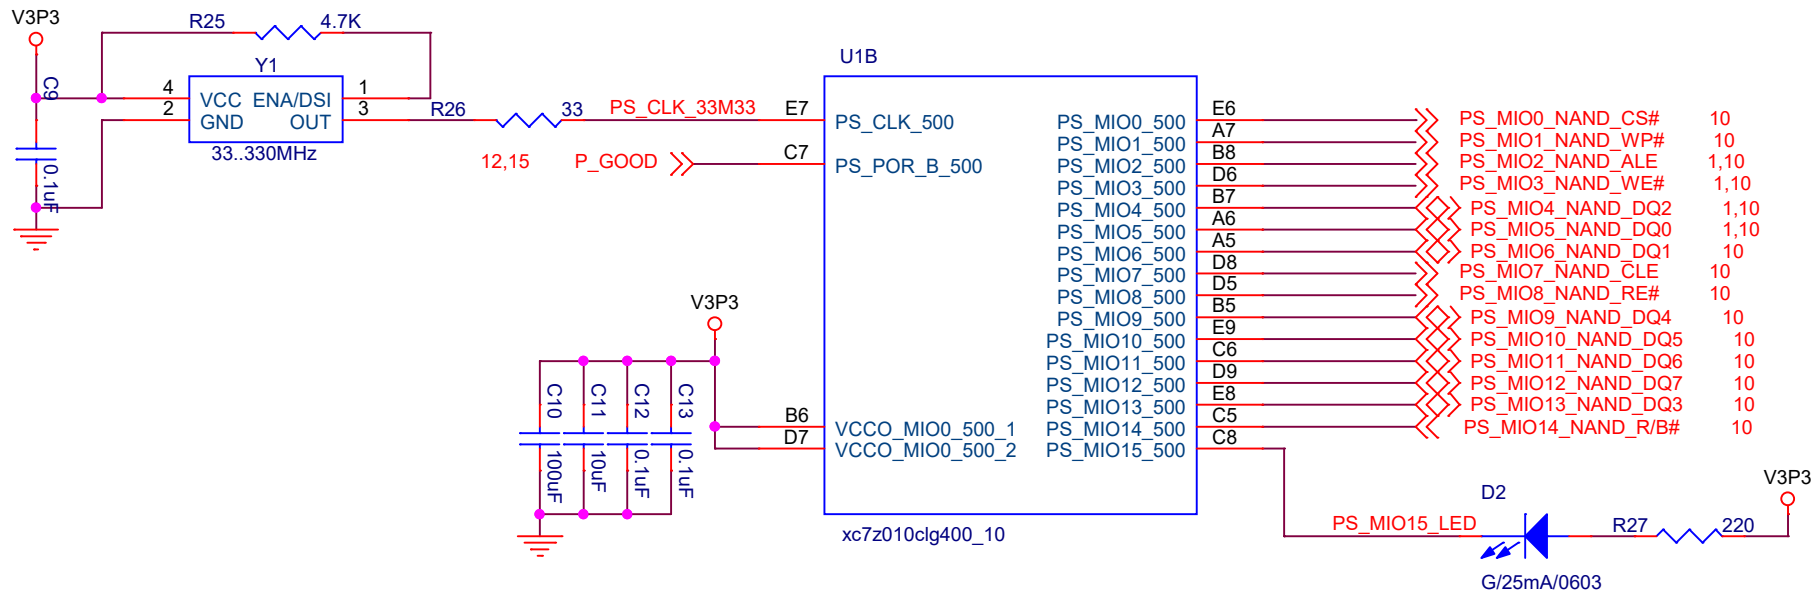 V3P3
R25 4.7K
C9
0.1uF
Y1
4 VCC ENA/DSI 1
2 GND OUT 3
33..330MHz
R26 33
PS_CLK_33M33
12,15 P_GOOD
U1B
E7 PS_CLK_500
C7 PS_POR_B_500
B6 VCCO_MIO0_500_1
D7 VCCO_MIO0_500_2
xc7z010clg400_10
V3P3
C10 100uF
C11 10uF
C12 0.1uF
C13 0.1uF
PS_MIO0_500 E6 PS_MIO0_NAND_CS# 10
PS_MIO1_500 A7 PS_MIO1_NAND_WP# 10
PS_MIO2_500 B8 PS_MIO2_NAND_ALE 1,10
PS_MIO3_500 D6 PS_MIO3_NAND_WE# 1,10
PS_MIO4_500 B7 PS_MIO4_NAND_DQ2 1,10
PS_MIO5_500 A6 PS_MIO5_NAND_DQ0 1,10
PS_MIO6_500 A5 PS_MIO6_NAND_DQ1 10
PS_MIO7_500 D8 PS_MIO7_NAND_CLE 10
PS_MIO8_500 D5 PS_MIO8_NAND_RE# 10
PS_MIO9_500 B5 PS_MIO9_NAND_DQ4 10
PS_MIO10_500 E9 PS_MIO10_NAND_DQ5 10
PS_MIO11_500 C6 PS_MIO11_NAND_DQ6 10
PS_MIO12_500 D9 PS_MIO12_NAND_DQ7 10
PS_MIO13_500 E8 PS_MIO13_NAND_DQ3 10
PS_MIO14_500 C5 PS_MIO14_NAND_R/B# 10
PS_MIO15_500 C8
PS_MIO15_LED
D2
G/25mA/0603
R27 220
V3P3